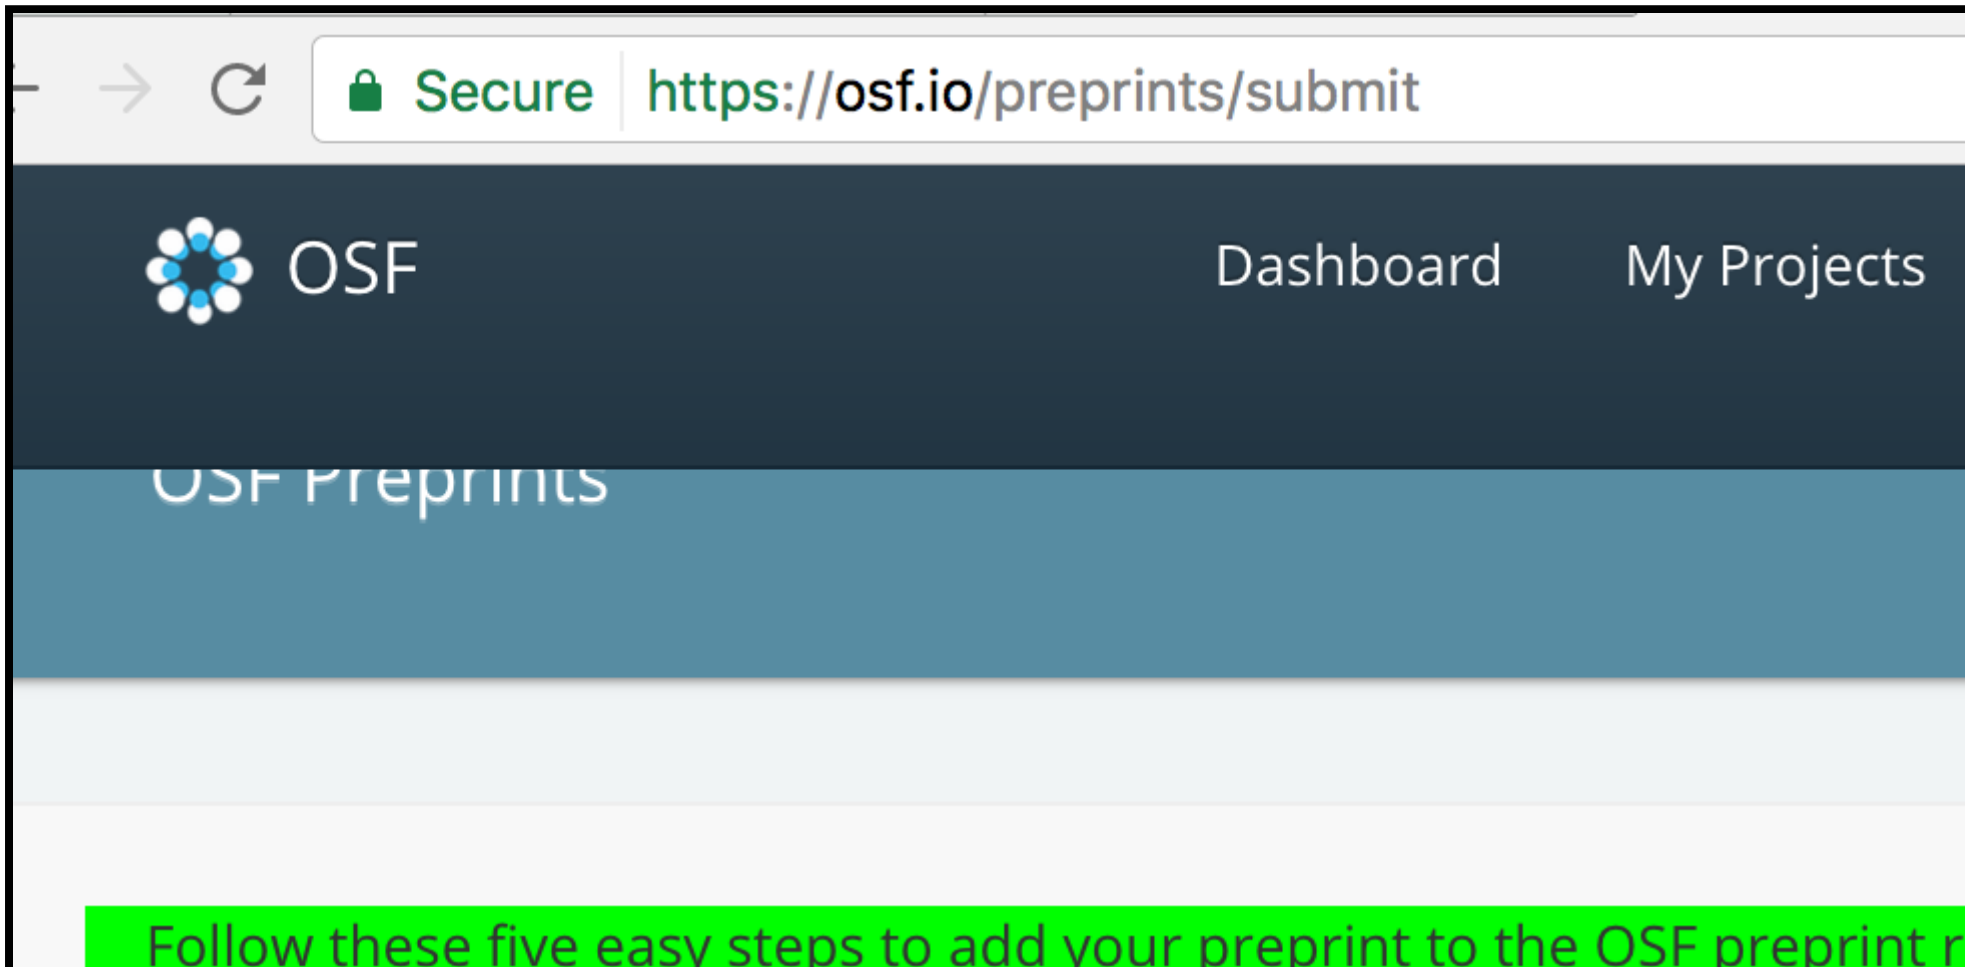 Secure https://osf.io/preprints/submit
OSF Dashboard My Projects
OSF Preprints
Follow these five easy steps to add your preprint to the OSF preprint